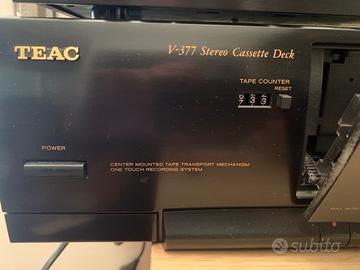 TEAC
V-377 Stereo Cassette Deck
TAPE COUNTER
RESET
733
POWER
CENTER MOUNTED TAPE TRANSPORT MECHANISM
ONE TOUCH RECORDING SYSTEM
subito